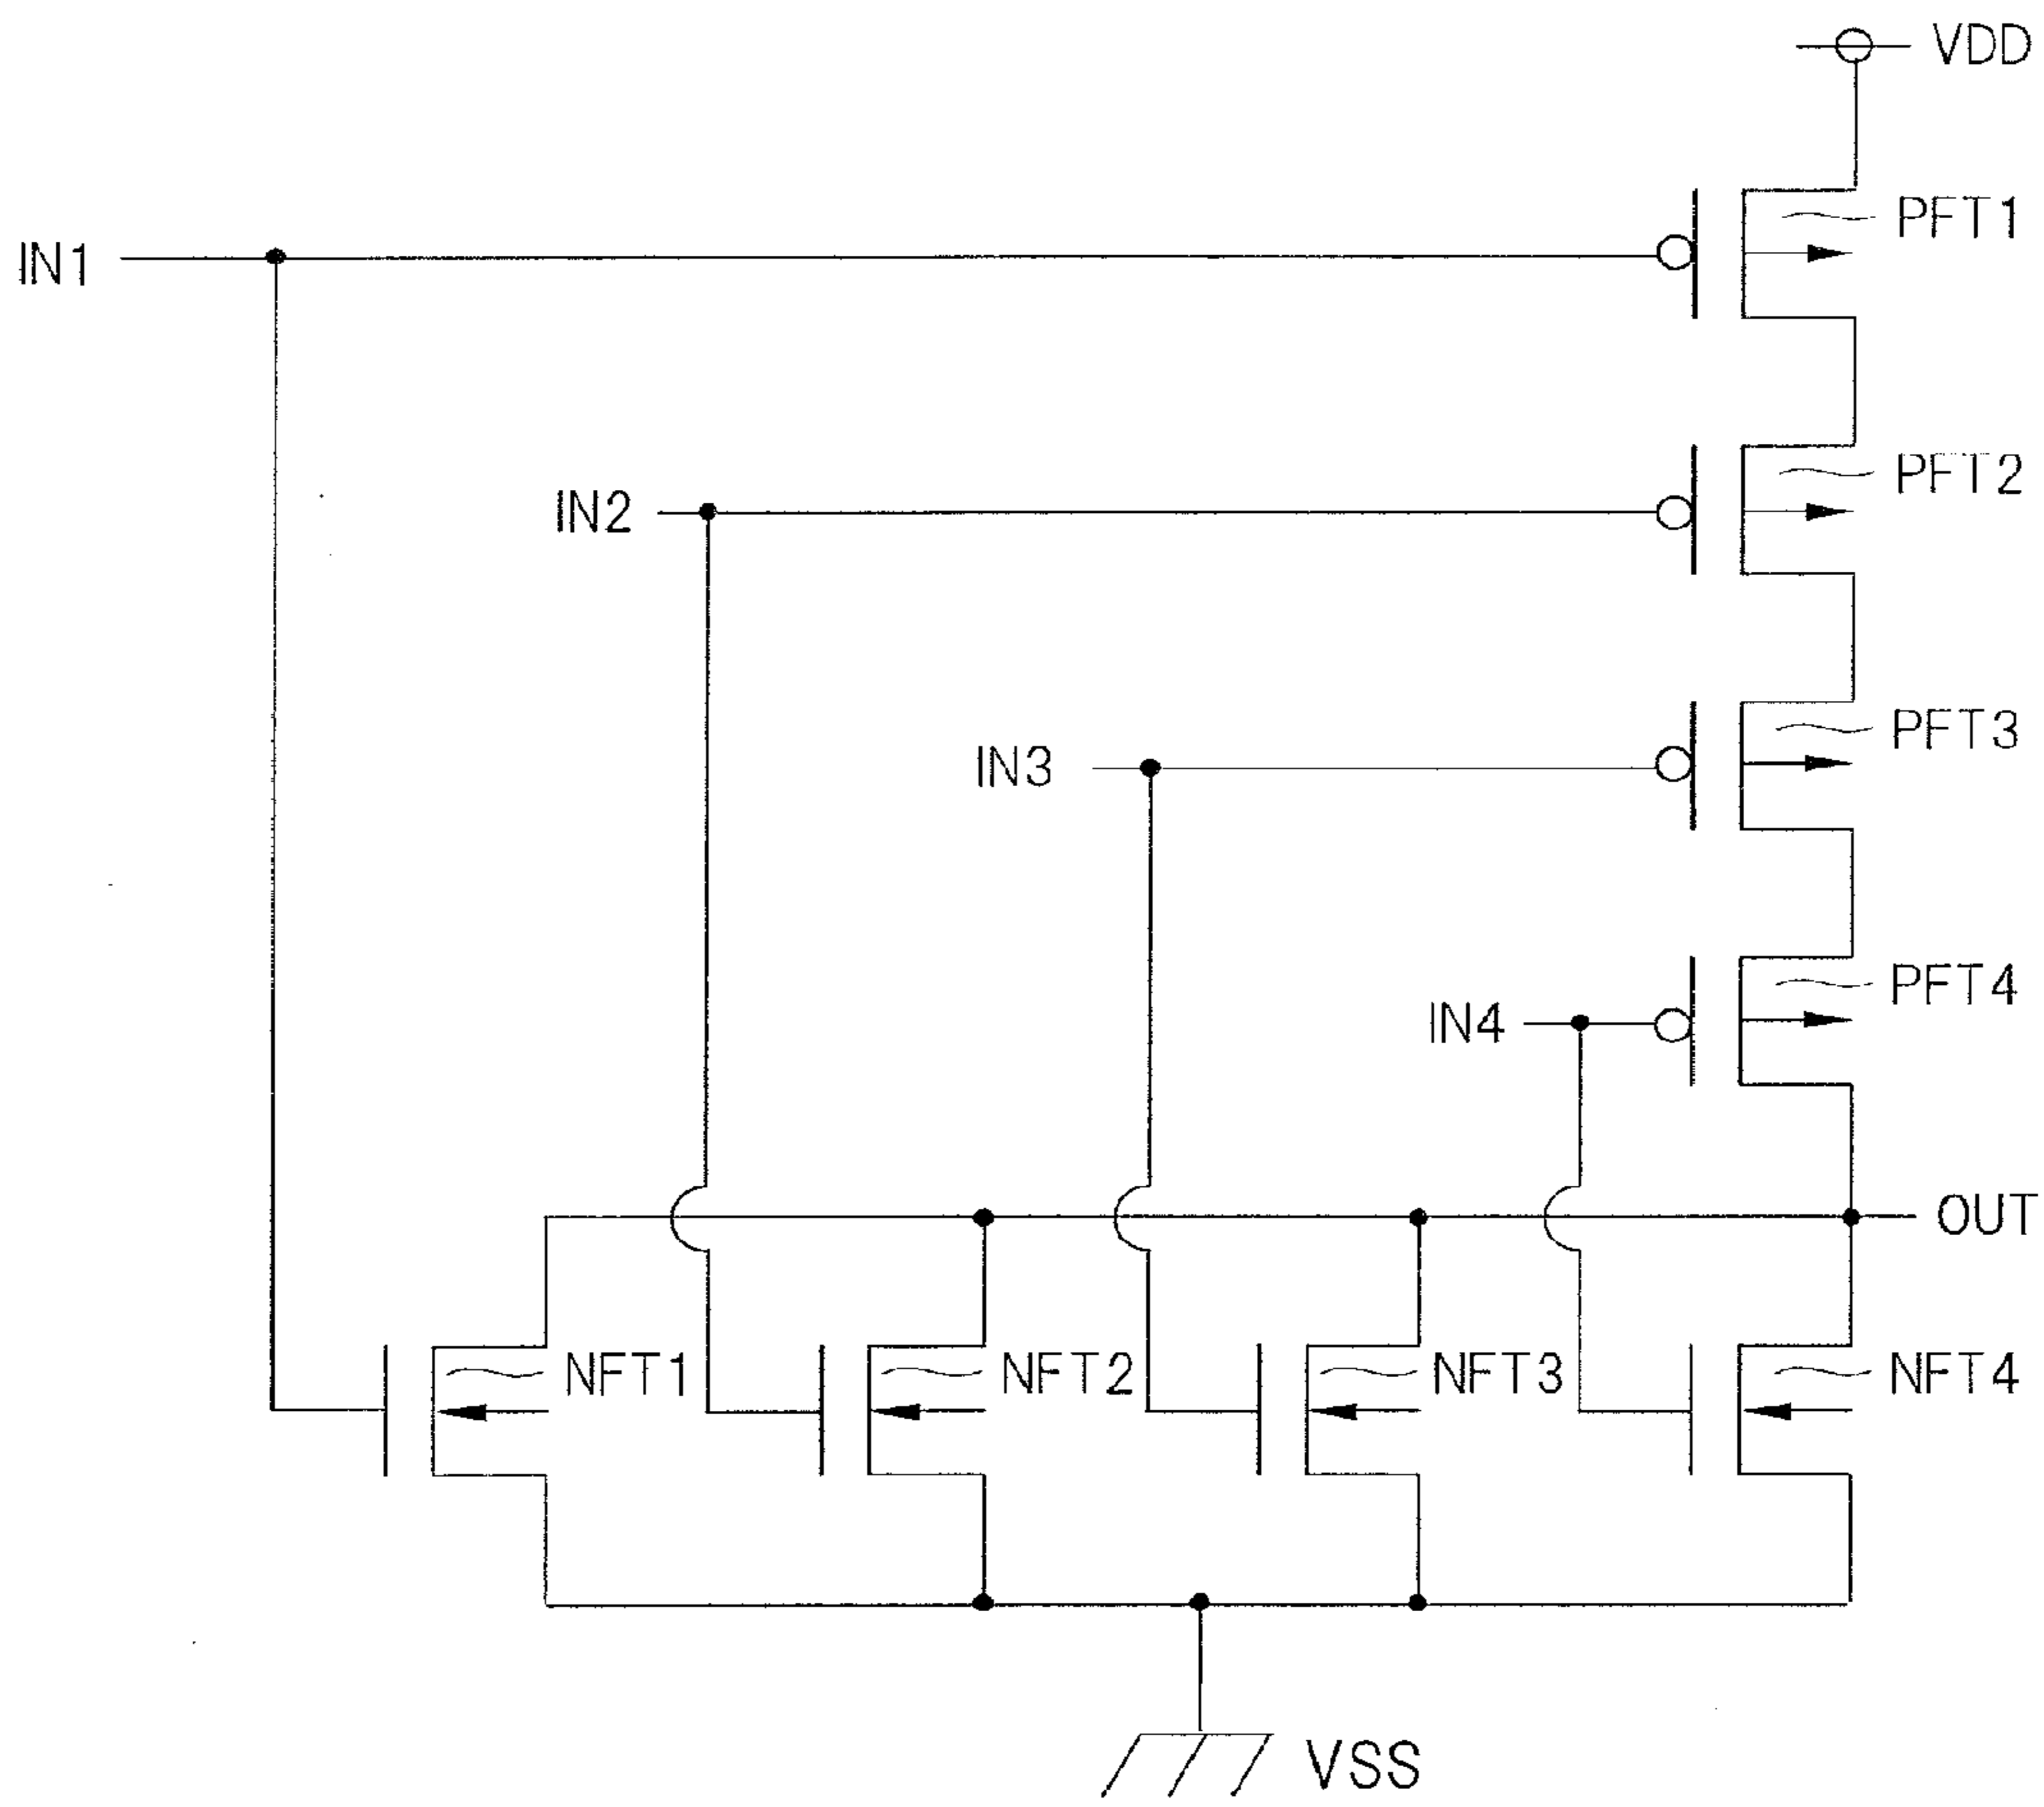 VDD
PFT1
IN1
PFT2
IN2
PFT3
IN3
PFT4
IN4
OUT
NFT1
NFT2
NFT3
NFT4
VSS